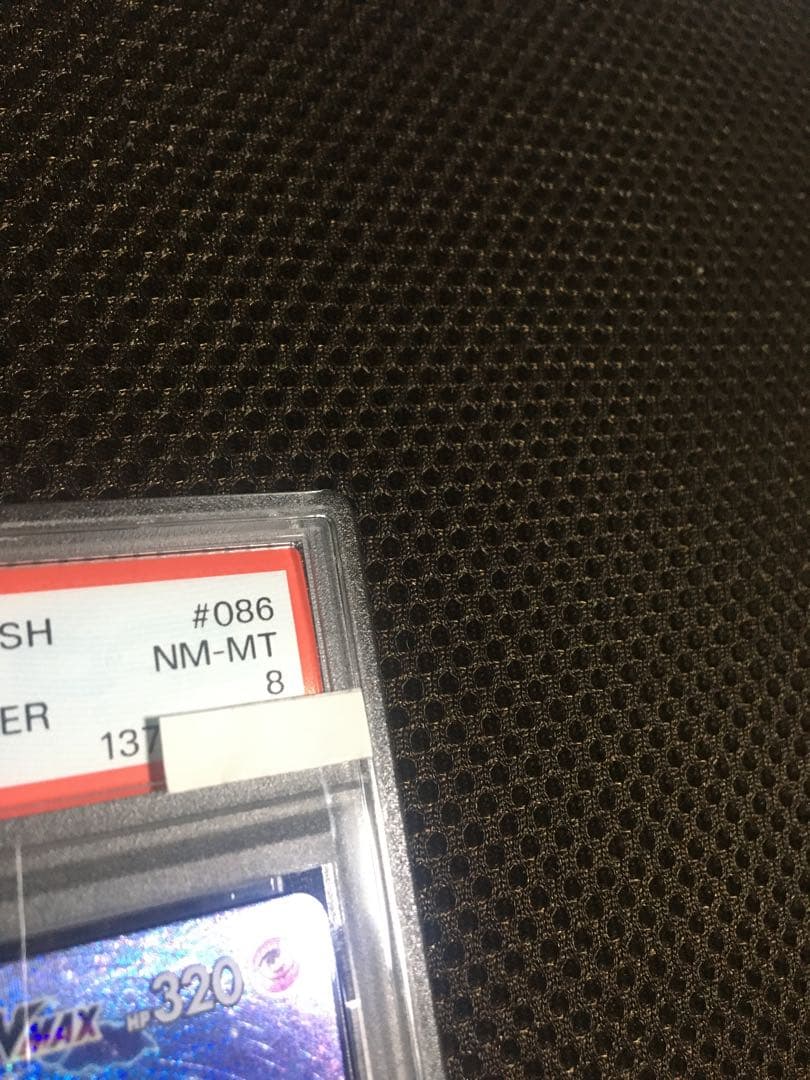 SH #086
NM-MT
8
ER
137
VMAX HP 320